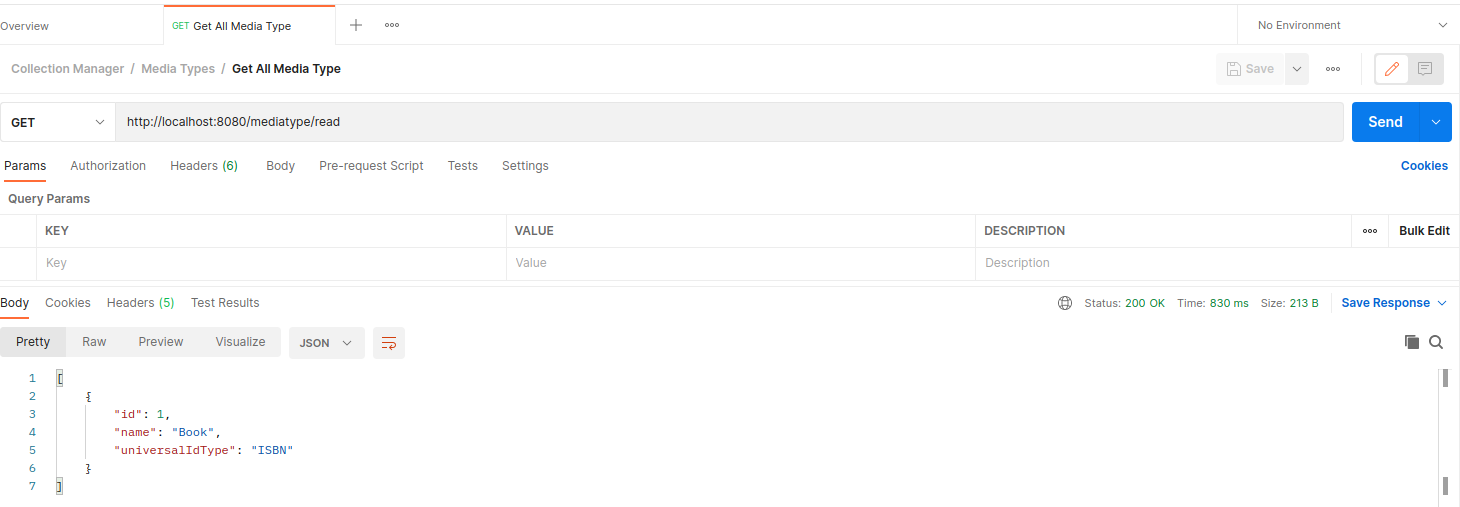 Overview GET Get All Media Type No Environment
Collection Manager / Media Types / Get All Media Type Save
GET http://localhost:8080/mediatype/read Send
Params Authorization Headers (6) Body Pre-request Script Tests Settings Cookies
Query Params
KEY VALUE DESCRIPTION Bulk Edit
Key Value Description
Body Cookies Headers (5) Test Results Status: 200 OK Time: 830 ms Size: 213 B Save Response
Pretty Raw Preview Visualize JSON
1 [
2 {
3 "id": 1,
4 "name": "Book",
5 "universalIdType": "ISBN"
6 }
7 ]